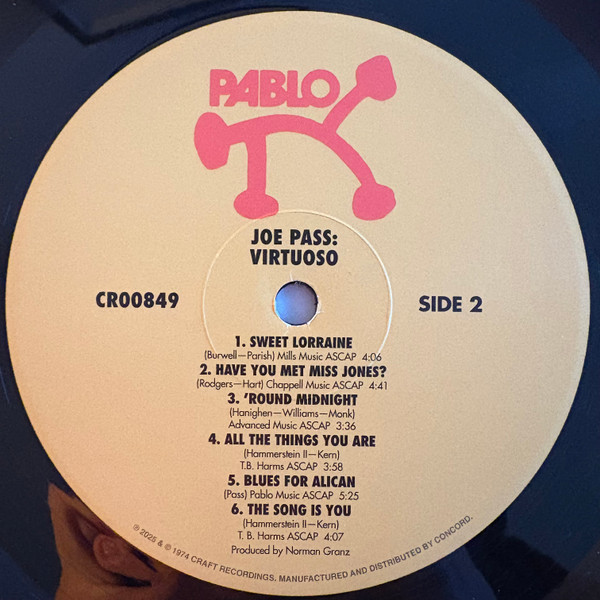 PABLO
JOE PASS:
VIRTUOSO
CR00849
SIDE 2
1. SWEET LORRAINE
(Burwell—Parish) Mills Music ASCAP 4:06
2. HAVE YOU MET MISS JONES?
(Rodgers—Hart) Chappell Music ASCAP 4:41
3. ’ROUND MIDNIGHT
(Hanighen—Williams—Monk)
Advanced Music ASCAP 3:36
4. ALL THE THINGS YOU ARE
(Hammerstein II—Kern)
T.B. Harms ASCAP 3:58
5. BLUES FOR ALICAN
(Pass) Pablo Music ASCAP 5:25
6. THE SONG IS YOU
(Hammerstein II—Kern)
T. B. Harms ASCAP 4:07
Produced by Norman Granz
℗ 2025 & © 1974 CRAFT RECORDINGS. MANUFACTURED AND DISTRIBUTED BY CONCORD.